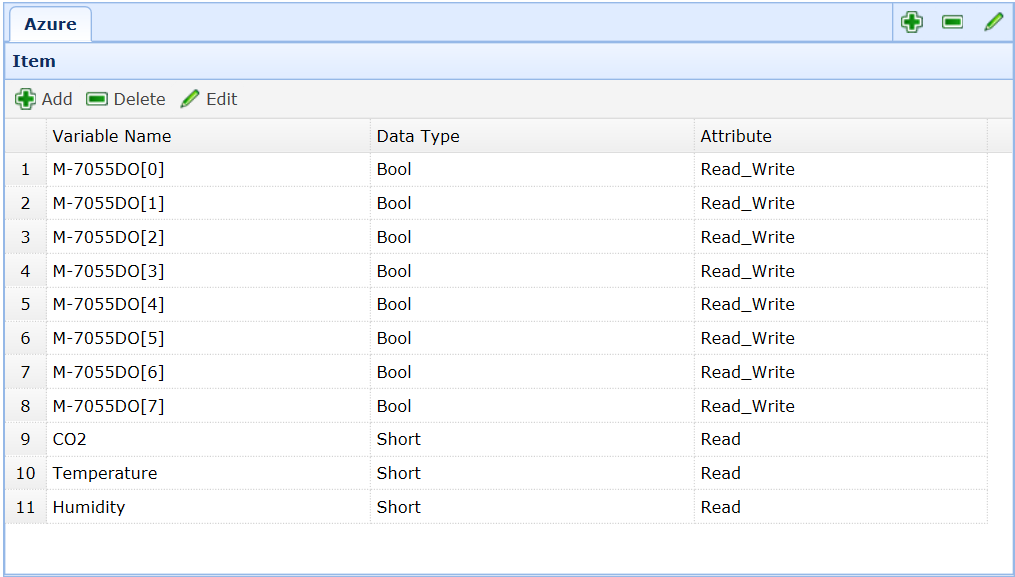 Azure
Item
Add Delete Edit
Variable Name Data Type Attribute
1 M-7055DO[0] Bool Read_Write
2 M-7055DO[1] Bool Read_Write
3 M-7055DO[2] Bool Read_Write
4 M-7055DO[3] Bool Read_Write
5 M-7055DO[4] Bool Read_Write
6 M-7055DO[5] Bool Read_Write
7 M-7055DO[6] Bool Read_Write
8 M-7055DO[7] Bool Read_Write
9 CO2 Short Read
10 Temperature Short Read
11 Humidity Short Read